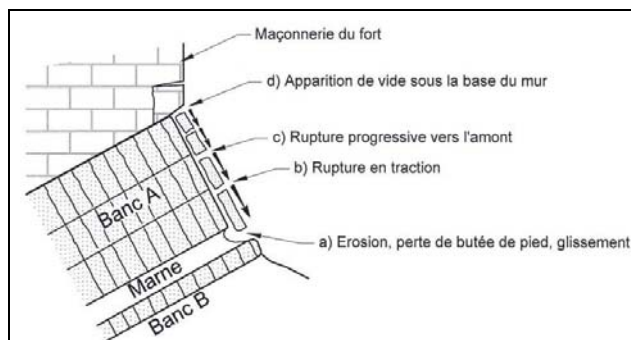 Maçonnerie du fort
d) Apparition de vide sous la base du mur
c) Rupture progressive vers l'amont
b) Rupture en traction
Banc A
a) Erosion, perte de butée de pied, glissement
Marne
Banc B